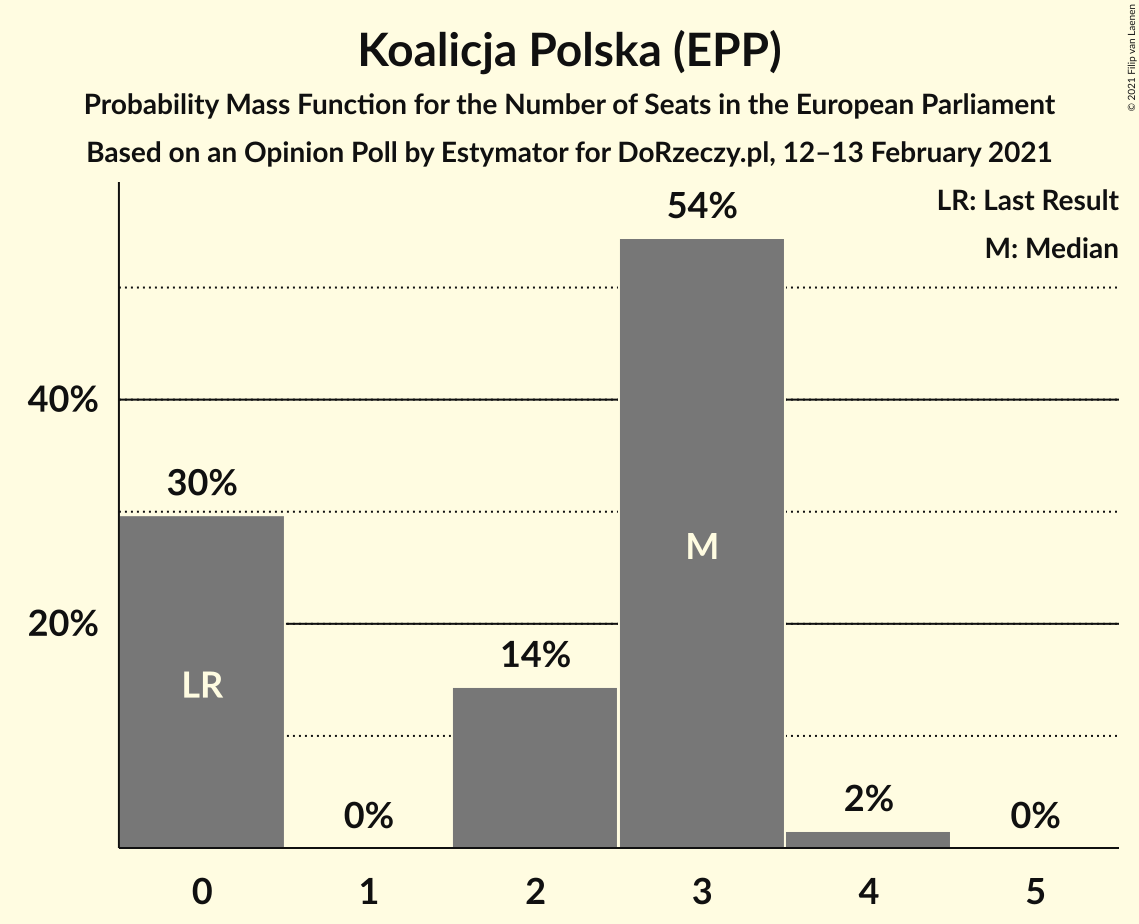 Koalicja Polska (EPP)
Probability Mass Function for the Number of Seats in the European Parliament
Based on an Opinion Poll by Estymator for DoRzeczy.pl, 12–13 February 2021
© 2021 Filip van Laenen
LR: Last Result
M: Median
54%
40%
30%
M
20%
14%
LR
2%
0%
0%
0 1 2 3 4 5